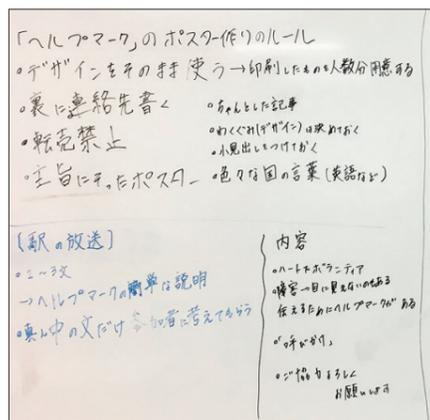 「ヘルプマーク」のポスター作りのルール
•デザインをそのまま使う→印刷したものを人数分用意する
•裏に連絡先書く
•転売禁止
•主旨にそったポスター
•ちゃんとした記事
•わくぐみ(デザイン)は決めておく
•小見出しもつけておく
•色々な国の言葉(英語など)
[駅の放送]
•2〜3文
→ヘルプマークの簡単な説明
•真ん中の文だけ参加者に考えてもらう
内容
•ハートボランティア
•障害→目に見えないのもある
伝えるためにヘルプマークがある
•「呼びかけ」
•ご協力よろしく
お願いします